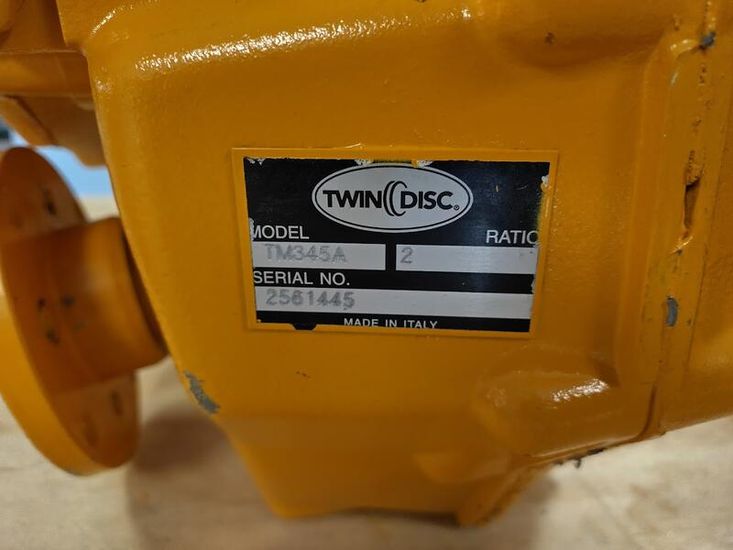 TWIN DISC®
MODEL RATIO
TM345A 2
SERIAL NO.
2561445
MADE IN ITALY